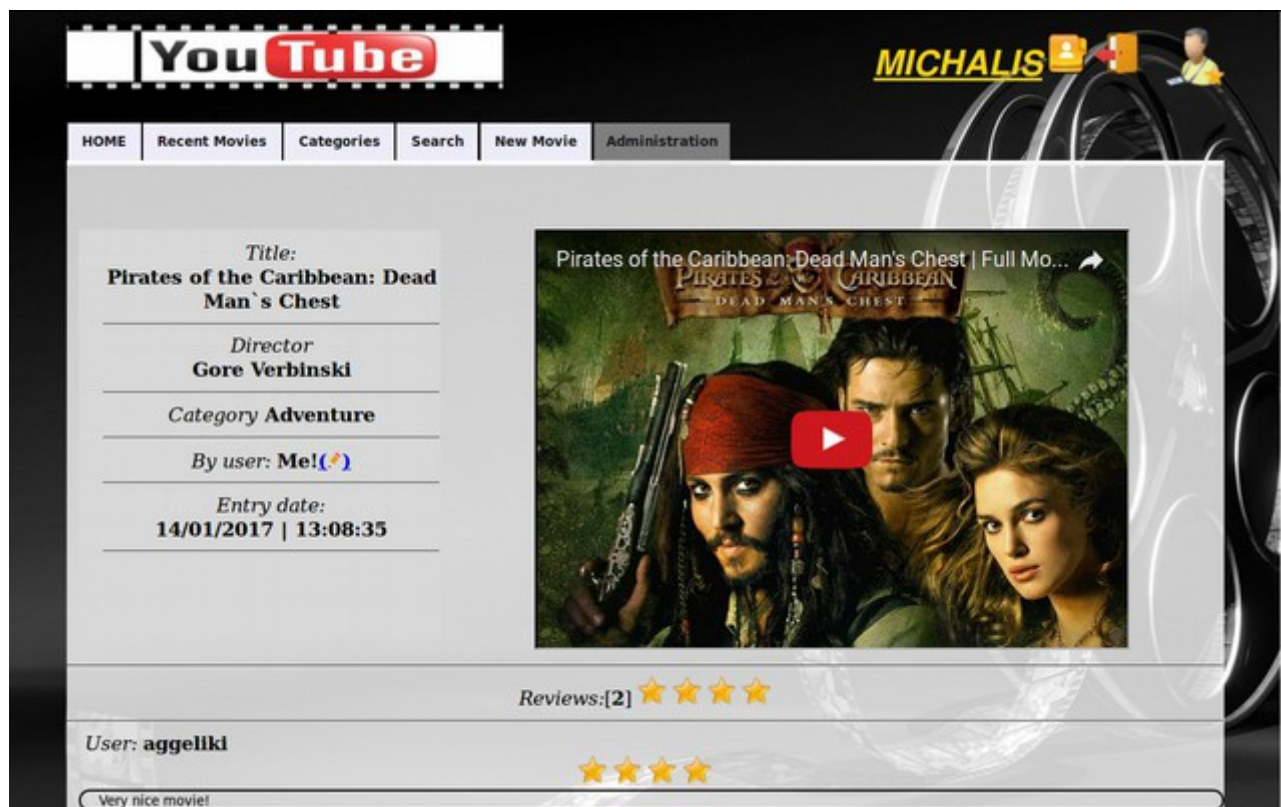 YouTube
MICHALIS
HOME Recent Movies Categories Search New Movie Administration
Title:
Pirates of the Caribbean: Dead
Man`s Chest
Director
Gore Verbinski
Category Adventure
By user: Me!( )
Entry date:
14/01/2017 | 13:08:35
Pirates of the Caribbean: Dead Man's Chest | Full Mo...
PIRATES OF THE CARIBBEAN
DEAD MAN'S CHEST
Reviews:[2]
User: aggeliki
Very nice movie!